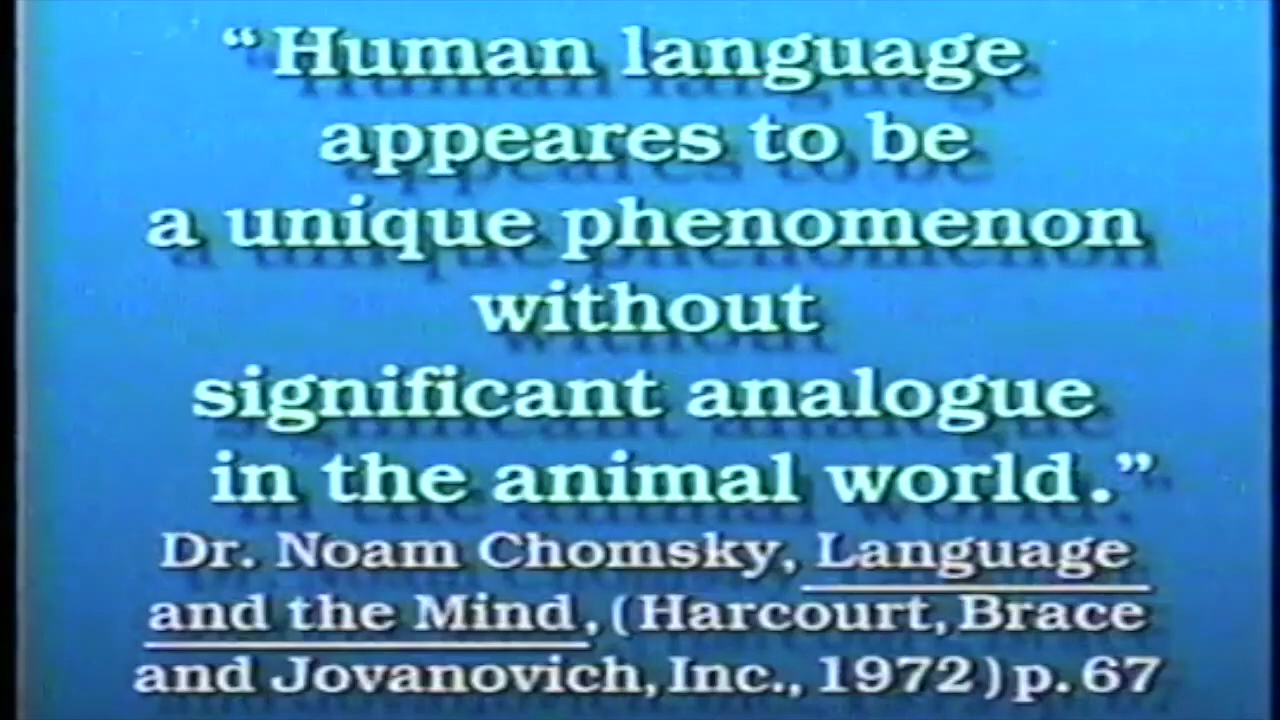 “Human language
appeares to be
a unique phenomenon
without
significant analogue
in the animal world.”
Dr. Noam Chomsky, Language
and the Mind, (Harcourt, Brace
and Jovanovich, Inc., 1972) p. 67